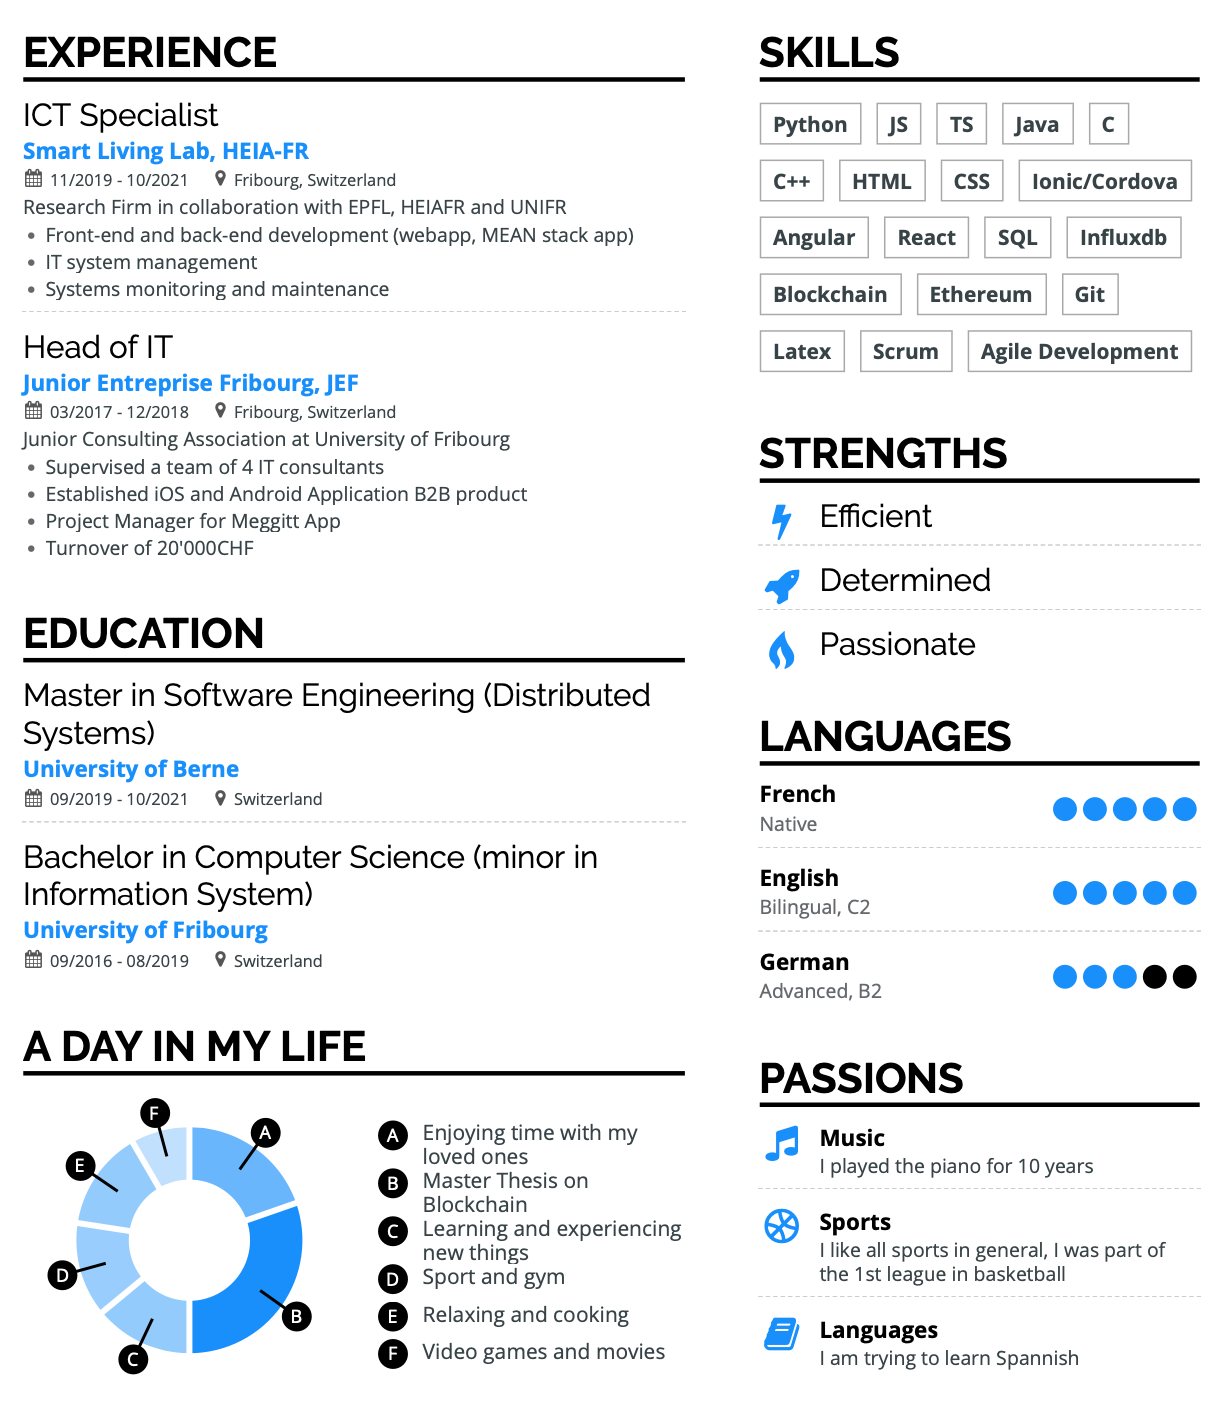 EXPERIENCE
ICT Specialist
Smart Living Lab, HEIA-FR
11/2019 - 10/2021 Fribourg, Switzerland
Research Firm in collaboration with EPFL, HEIAFR and UNIFR
• Front-end and back-end development (webapp, MEAN stack app)
• IT system management
• Systems monitoring and maintenance
Head of IT
Junior Entreprise Fribourg, JEF
03/2017 - 12/2018 Fribourg, Switzerland
Junior Consulting Association at University of Fribourg
• Supervised a team of 4 IT consultants
• Established iOS and Android Application B2B product
• Project Manager for Meggitt App
• Turnover of 20'000CHF
EDUCATION
Master in Software Engineering (Distributed
Systems)
University of Berne
09/2019 - 10/2021 Switzerland
Bachelor in Computer Science (minor in
Information System)
University of Fribourg
09/2016 - 08/2019 Switzerland
A DAY IN MY LIFE
F
A
E
D
B
C
A Enjoying time with my
loved ones
B Master Thesis on
Blockchain
C Learning and experiencing
new things
D Sport and gym
E Relaxing and cooking
F Video games and movies
SKILLS
Python JS TS Java C
C++ HTML CSS Ionic/Cordova
Angular React SQL Influxdb
Blockchain Ethereum Git
Latex Scrum Agile Development
STRENGTHS
Efficient
Determined
Passionate
LANGUAGES
French
Native
English
Bilingual, C2
German
Advanced, B2
PASSIONS
Music
I played the piano for 10 years
Sports
I like all sports in general, I was part of
the 1st league in basketball
Languages
I am trying to learn Spannish